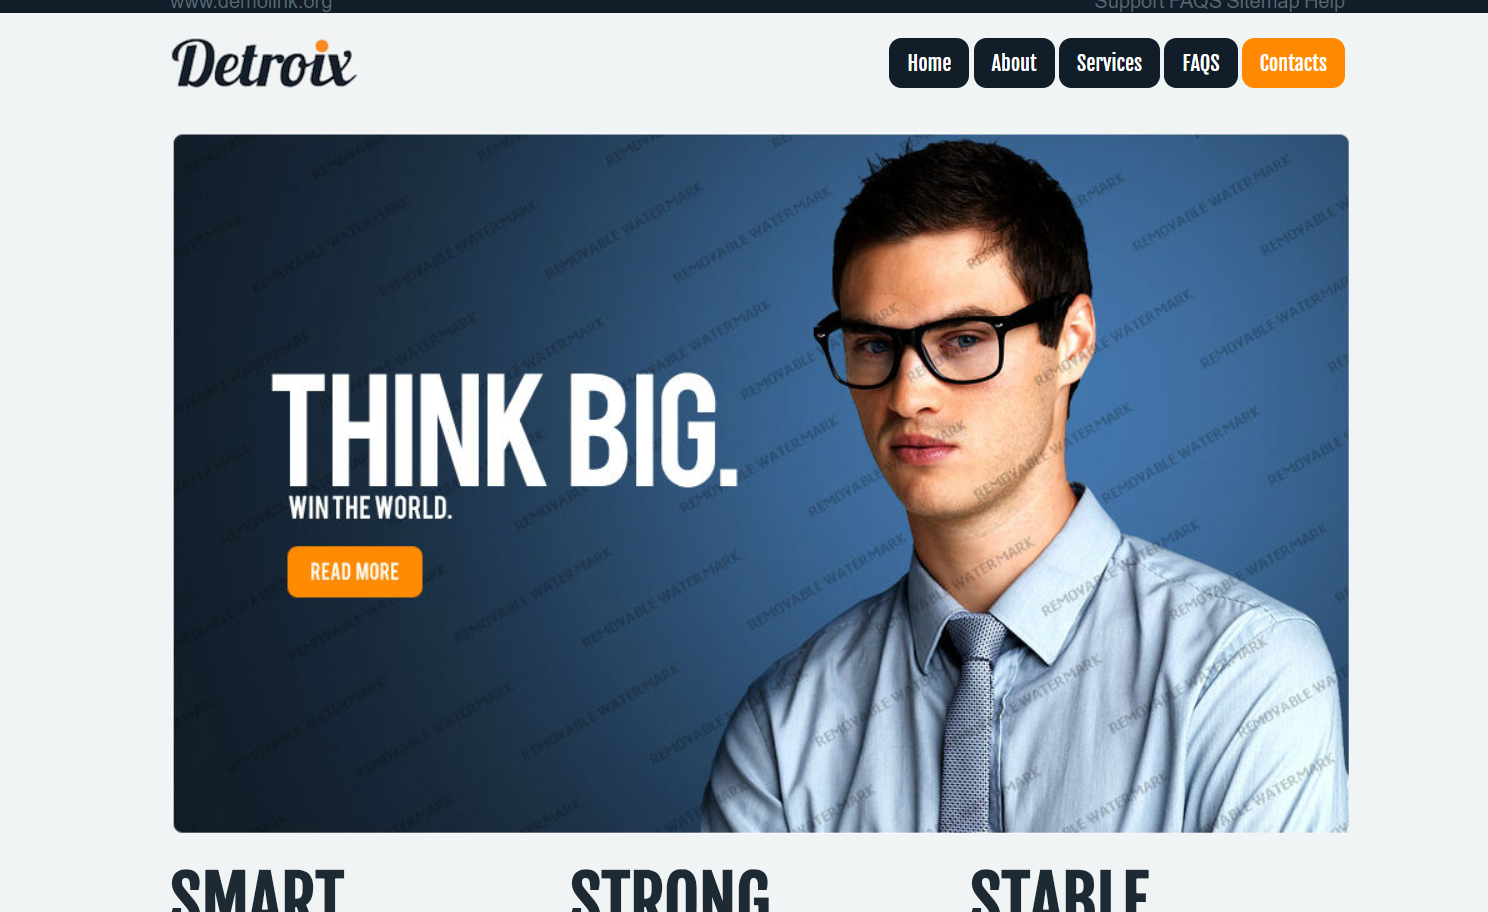 www.demolink.org
Support FAQS Sitemap Help
Detroix
Home
About
Services
FAQS
Contacts
THINK BIG.
WIN THE WORLD.
READ MORE
REMOVABLE WATERMARK
SMART
STRONG
STABLE